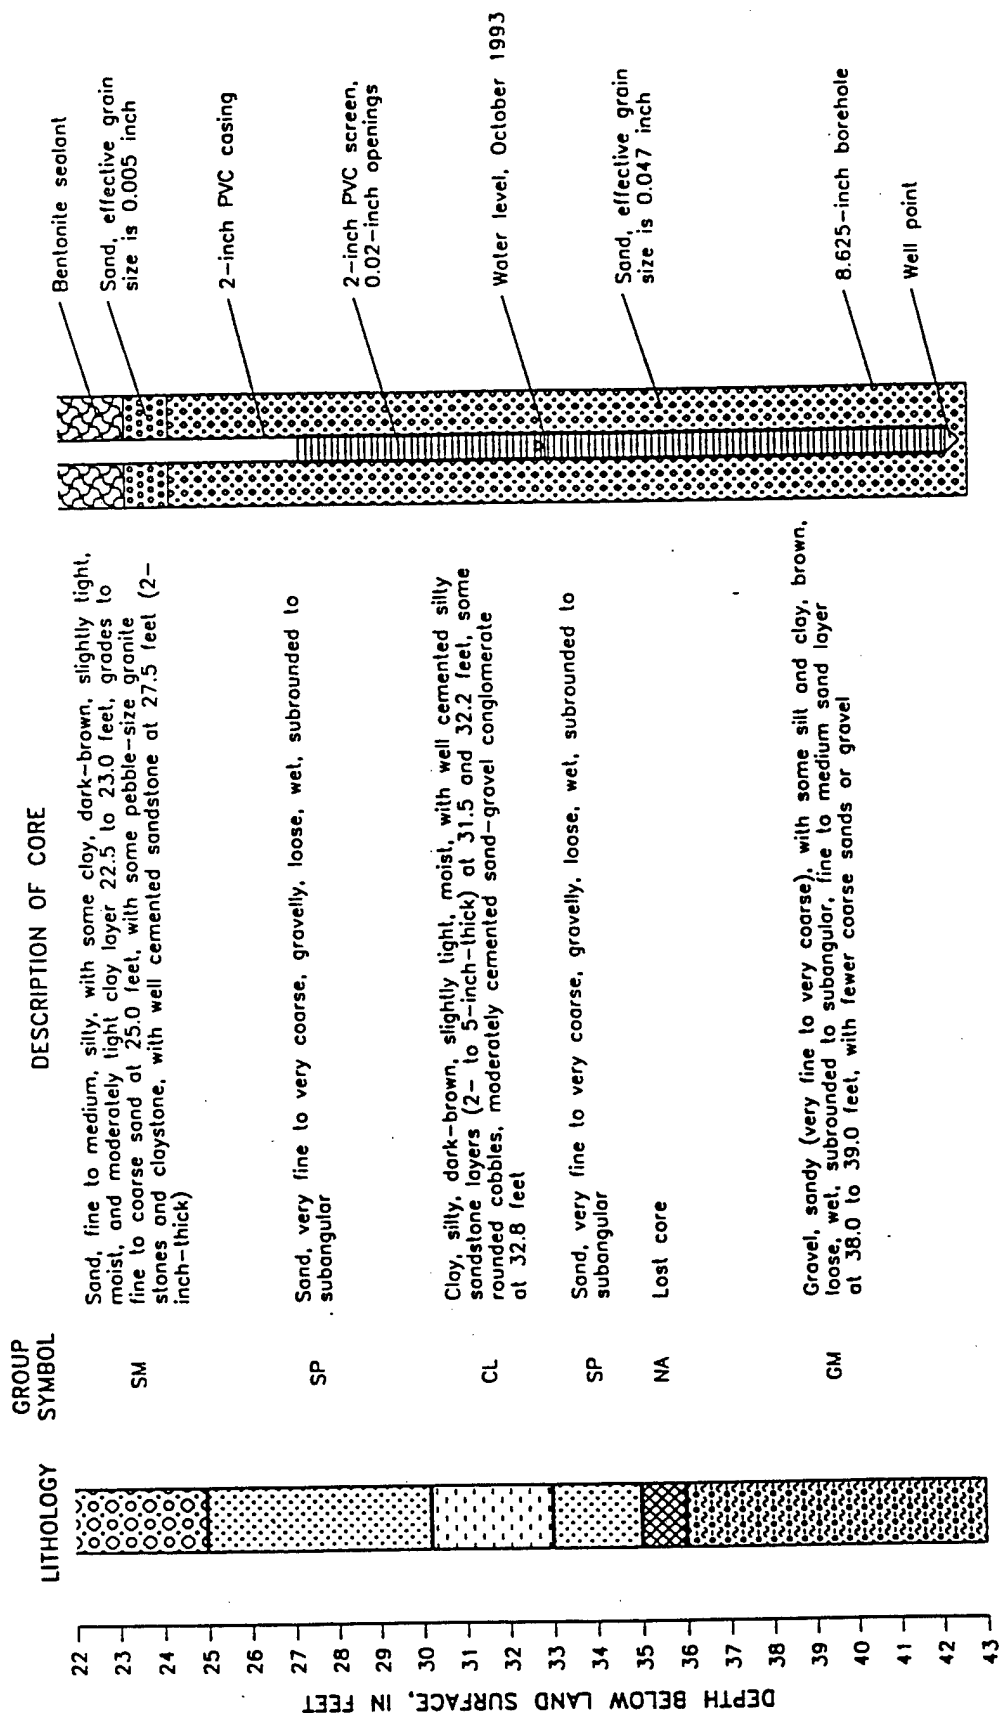 DEPTH BELOW LAND SURFACE, IN FEET
22
23
24
25
26
27
28
29
30
31
32
33
34
35
36
37
38
39
40
41
42
43
LITHOLOGY
GROUP
SYMBOL
SM
SP
CL
SP
NA
GM
DESCRIPTION OF CORE
Sand, fine to medium, silty, with some clay, dark-brown, slightly tight,
moist, and moderately tight clay layer 22.5 to 23.0 feet, grades to
fine to coarse sand at 25.0 feet, with some pebble-size granite
stones and claystone, with well cemented sandstone at 27.5 feet (2-
inch-thick)
Sand, very fine to very coarse, gravelly, loose, wet, subrounded to
subangular
Clay, silty, dark-brown, slightly tight, moist, with well cemented silty
sandstone layers (2- to 5-inch-thick) at 31.5 and 32.2 feet, some
rounded cobbles, moderately cemented sand-gravel conglomerate
at 32.8 feet
Sand, very fine to very coarse, gravelly, loose, wet, subrounded to
subangular
Lost core
Gravel, sandy (very fine to very coarse), with some silt and clay, brown,
loose, wet, subrounded to subangular, fine to medium sand layer
at 38.0 to 39.0 feet, with fewer coarse sands or gravel
Bentonite sealant
Sand, effective grain
size is 0.005 inch
2-inch PVC casing
2-inch PVC screen,
0.02-inch openings
Water level, October 1993
Sand, effective grain
size is 0.047 inch
8.625-inch borehole
Well point